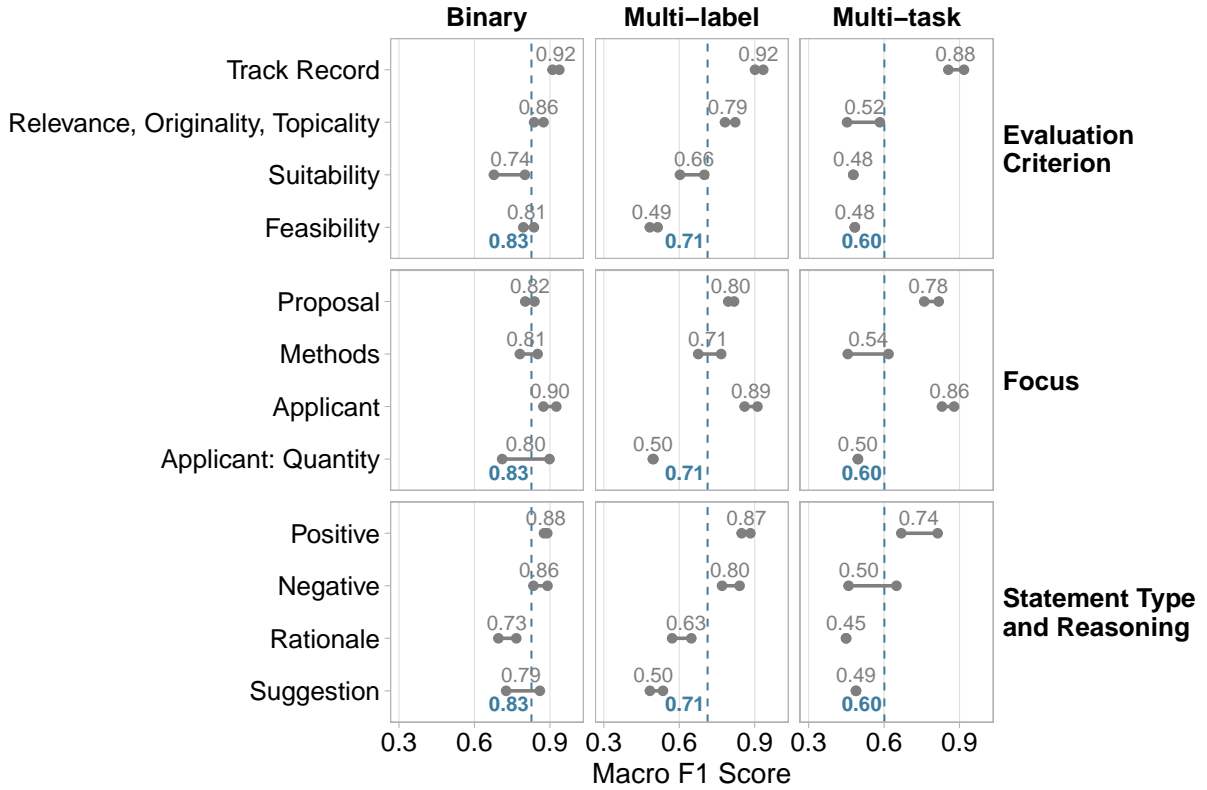 Binary Multi−label Multi−task
Track Record 0.92 0.92 0.88
Relevance, Originality, Topicality 0.86 0.79 0.52
Suitability 0.74 0.66 0.48
Feasibility 0.81 0.49 0.48
0.83 0.71 0.60
Evaluation
Criterion
Proposal 0.82 0.80 0.78
Methods 0.81 0.71 0.54
Applicant 0.90 0.89 0.86
Applicant: Quantity 0.80 0.50 0.50
0.83 0.71 0.60
Focus
Positive 0.88 0.87 0.74
Negative 0.86 0.80 0.50
Rationale 0.73 0.63 0.45
Suggestion 0.79 0.50 0.49
0.83 0.71 0.60
Statement Type
and Reasoning
0.3 0.6 0.9 0.3 0.6 0.9 0.3 0.6 0.9
Macro F1 Score